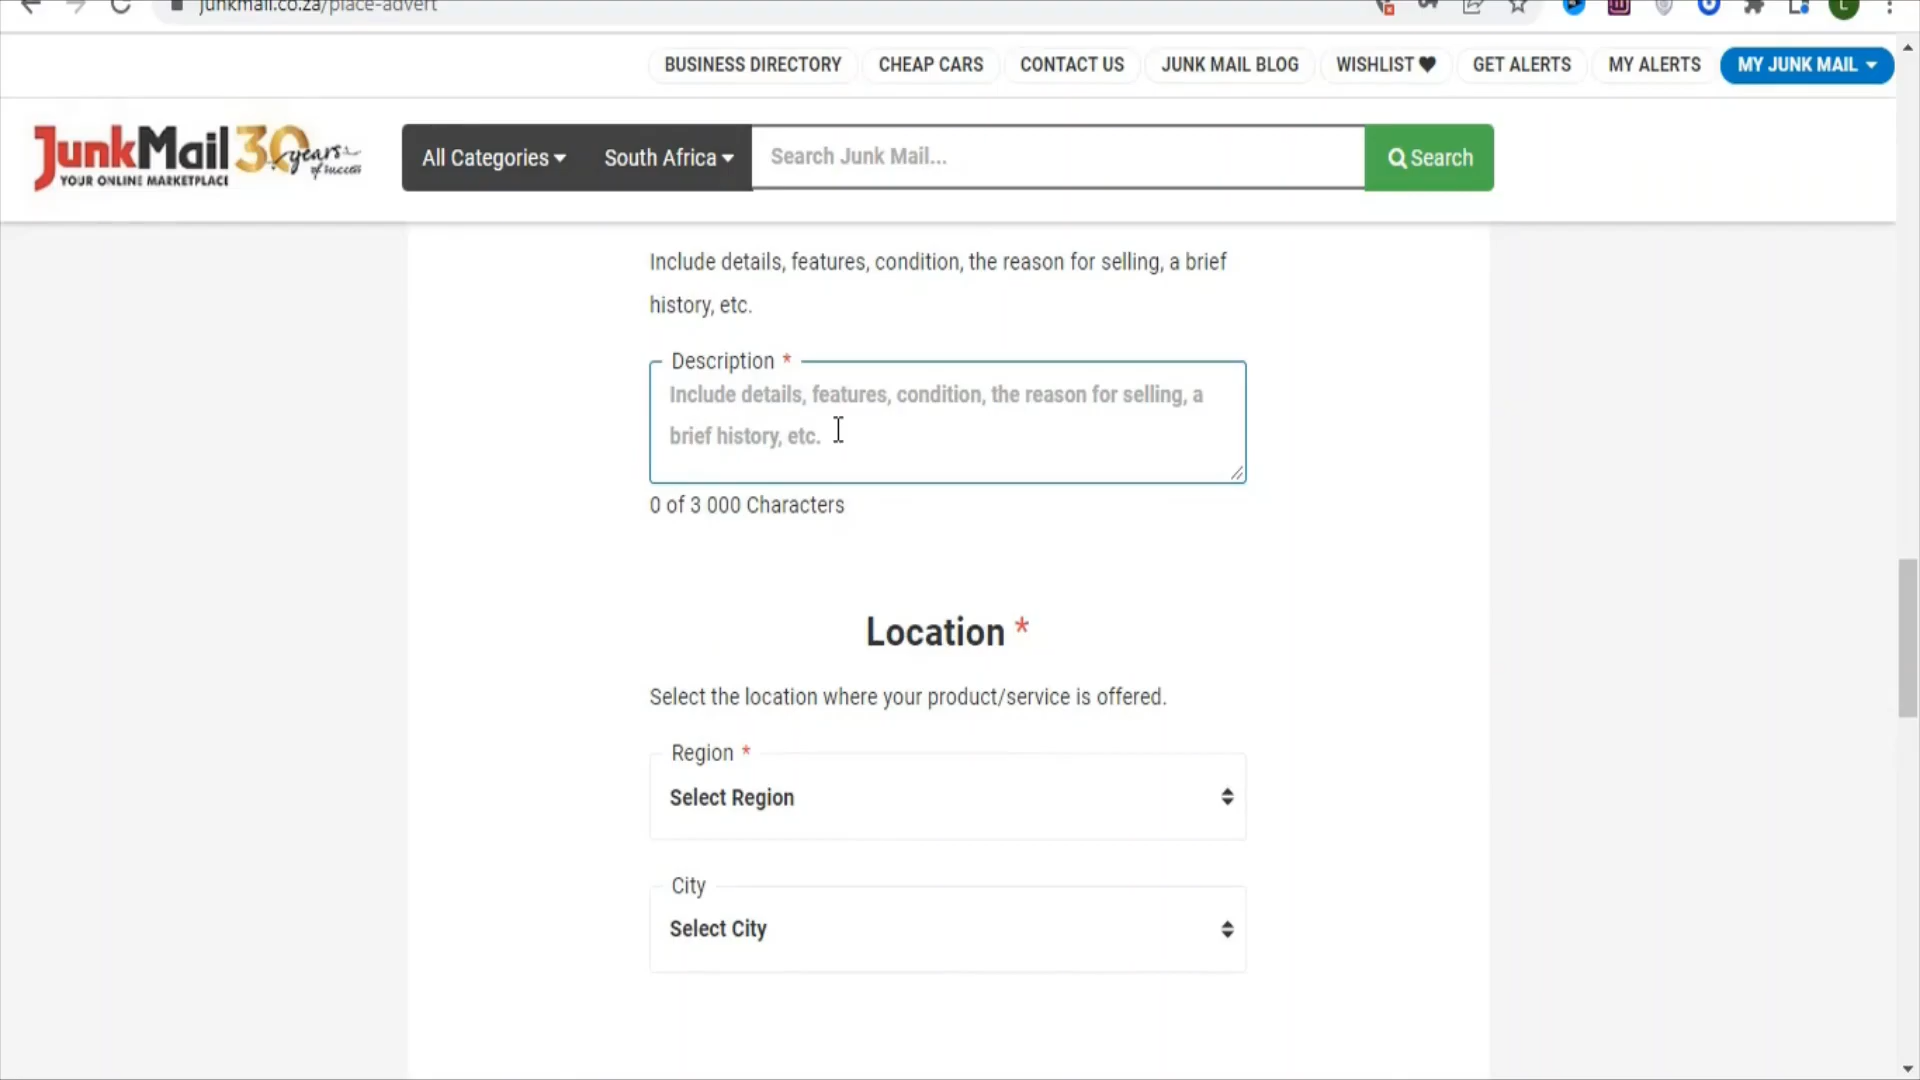 junkmail.co.za/place-advert
BUSINESS DIRECTORY
CHEAP CARS
CONTACT US
JUNK MAIL BLOG
WISHLIST
GET ALERTS
MY ALERTS
MY JUNK MAIL
JunkMail 30 years of success
YOUR ONLINE MARKETPLACE
All Categories
South Africa
Search Junk Mail...
Search
Include details, features, condition, the reason for selling, a brief
history, etc.
Description *
Include details, features, condition, the reason for selling, a
brief history, etc.
0 of 3 000 Characters
Location *
Select the location where your product/service is offered.
Region *
Select Region
City
Select City